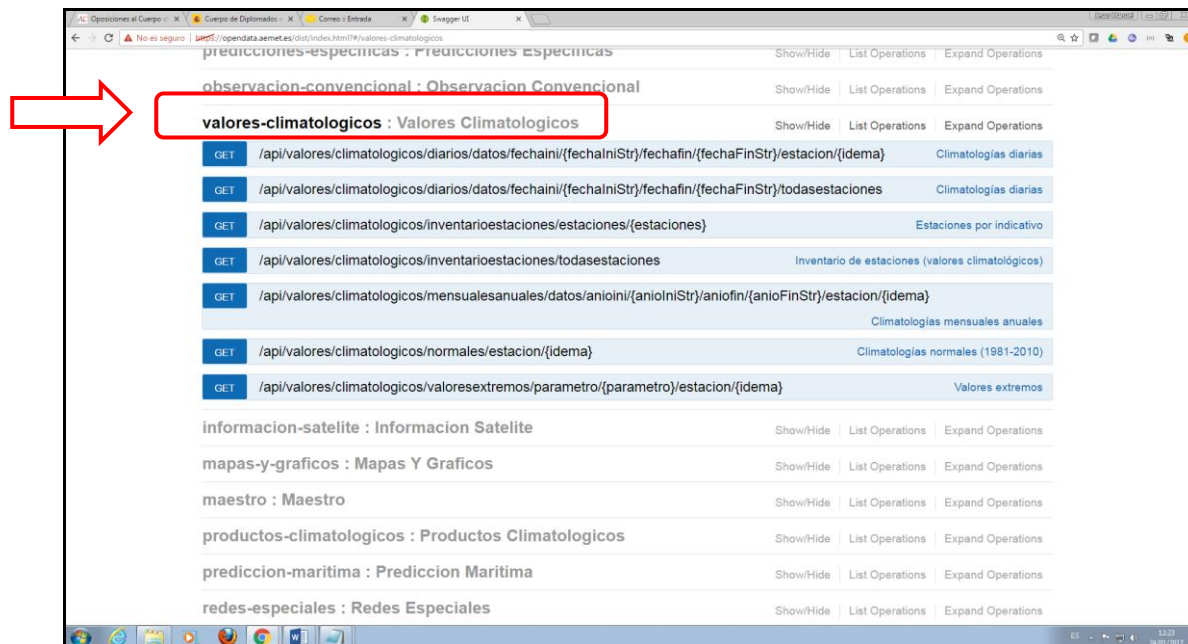 Oposiciones al Cuerpo
Cuerpo de Diplomados
Correo :: Entrada
Swagger UI
No es seguro | https://opendata.aemet.es/dist/index.html?#/valores-climatologicos
predicciones-especificas : Predicciones Especificas Show/Hide List Operations Expand Operations
observacion-convencional : Observacion Convencional Show/Hide List Operations Expand Operations
valores-climatologicos : Valores Climatologicos Show/Hide List Operations Expand Operations
GET /api/valores/climatologicos/diarios/datos/fechaini/{fechaIniStr}/fechafin/{fechaFinStr}/estacion/{idema} Climatologías diarias
GET /api/valores/climatologicos/diarios/datos/fechaini/{fechaIniStr}/fechafin/{fechaFinStr}/todasestaciones Climatologías diarias
GET /api/valores/climatologicos/inventarioestaciones/estaciones/{estaciones} Estaciones por indicativo
GET /api/valores/climatologicos/inventarioestaciones/todasestaciones Inventario de estaciones (valores climatológicos)
GET /api/valores/climatologicos/mensualesanuales/datos/anioini/{anioIniStr}/aniofin/{anioFinStr}/estacion/{idema}
Climatologías mensuales anuales
GET /api/valores/climatologicos/normales/estacion/{idema} Climatologías normales (1981-2010)
GET /api/valores/climatologicos/valoresextremos/parametro/{parametro}/estacion/{idema} Valores extremos
informacion-satelite : Informacion Satelite Show/Hide List Operations Expand Operations
mapas-y-graficos : Mapas Y Graficos Show/Hide List Operations Expand Operations
maestro : Maestro Show/Hide List Operations Expand Operations
productos-climatologicos : Productos Climatologicos Show/Hide List Operations Expand Operations
prediccion-maritima : Prediccion Maritima Show/Hide List Operations Expand Operations
redes-especiales : Redes Especiales Show/Hide List Operations Expand Operations
ES 12:23